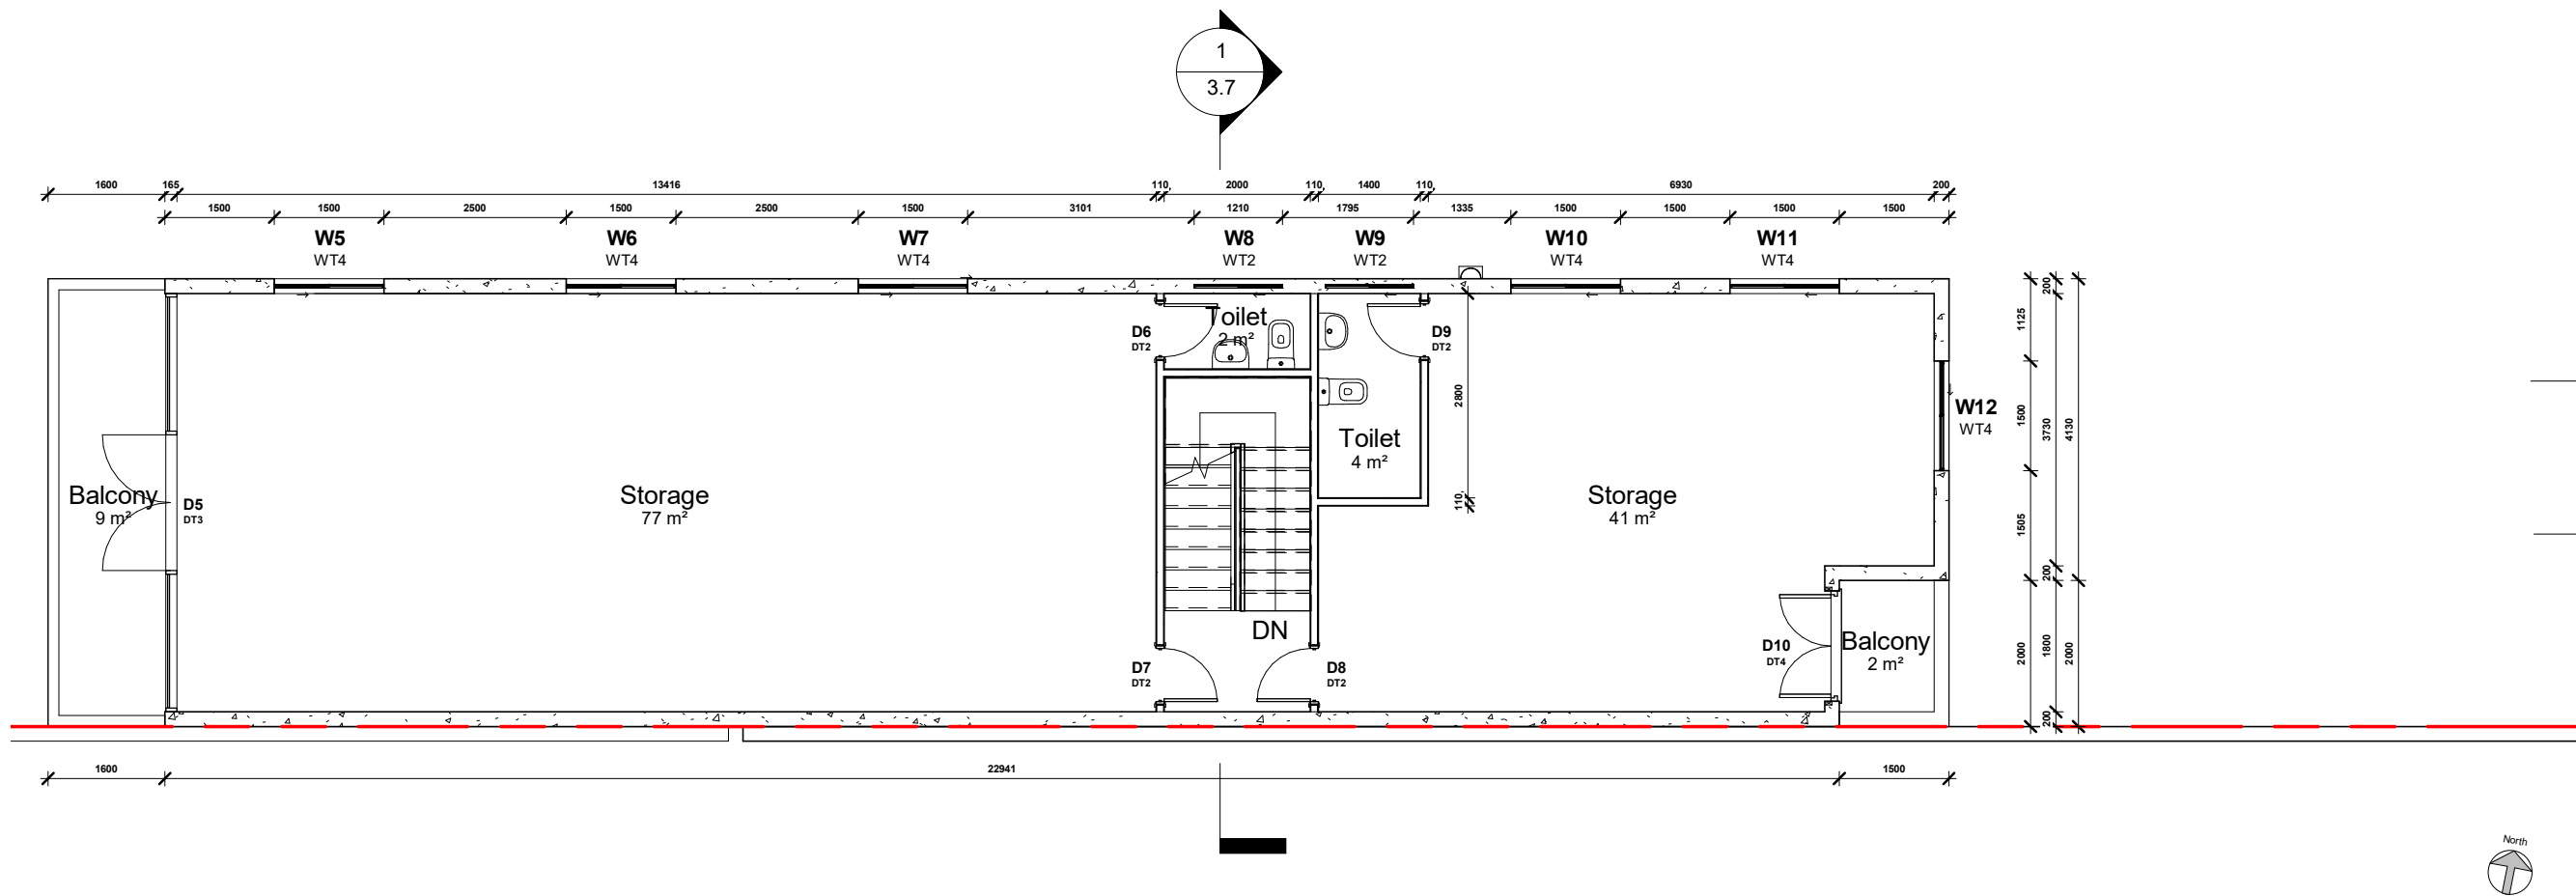 1
3.7
1600 165 13416 110, 2000 110, 1400 110, 6930 200
1500 1500 2500 1500 2500 1500 3101 1210 1795 1335 1500 1500 1500 1500
W5 W6 W7 W8 W9 W10 W11
WT4 WT4 WT4 WT2 WT2 WT4 WT4
200
Toilet
2 m²
D6
DT2
D9
DT2
1125
2800
1500
3730
4130
W12
WT4
Toilet
4 m²
Balcony
9 m²
D5
DT3
Storage
77 m²
110,
Storage
41 m²
1505
200
DN
D7
DT2
D8
DT2
D10
DT4
Balcony
2 m²
2000
1800
2000
200
1600 22941 1500
North